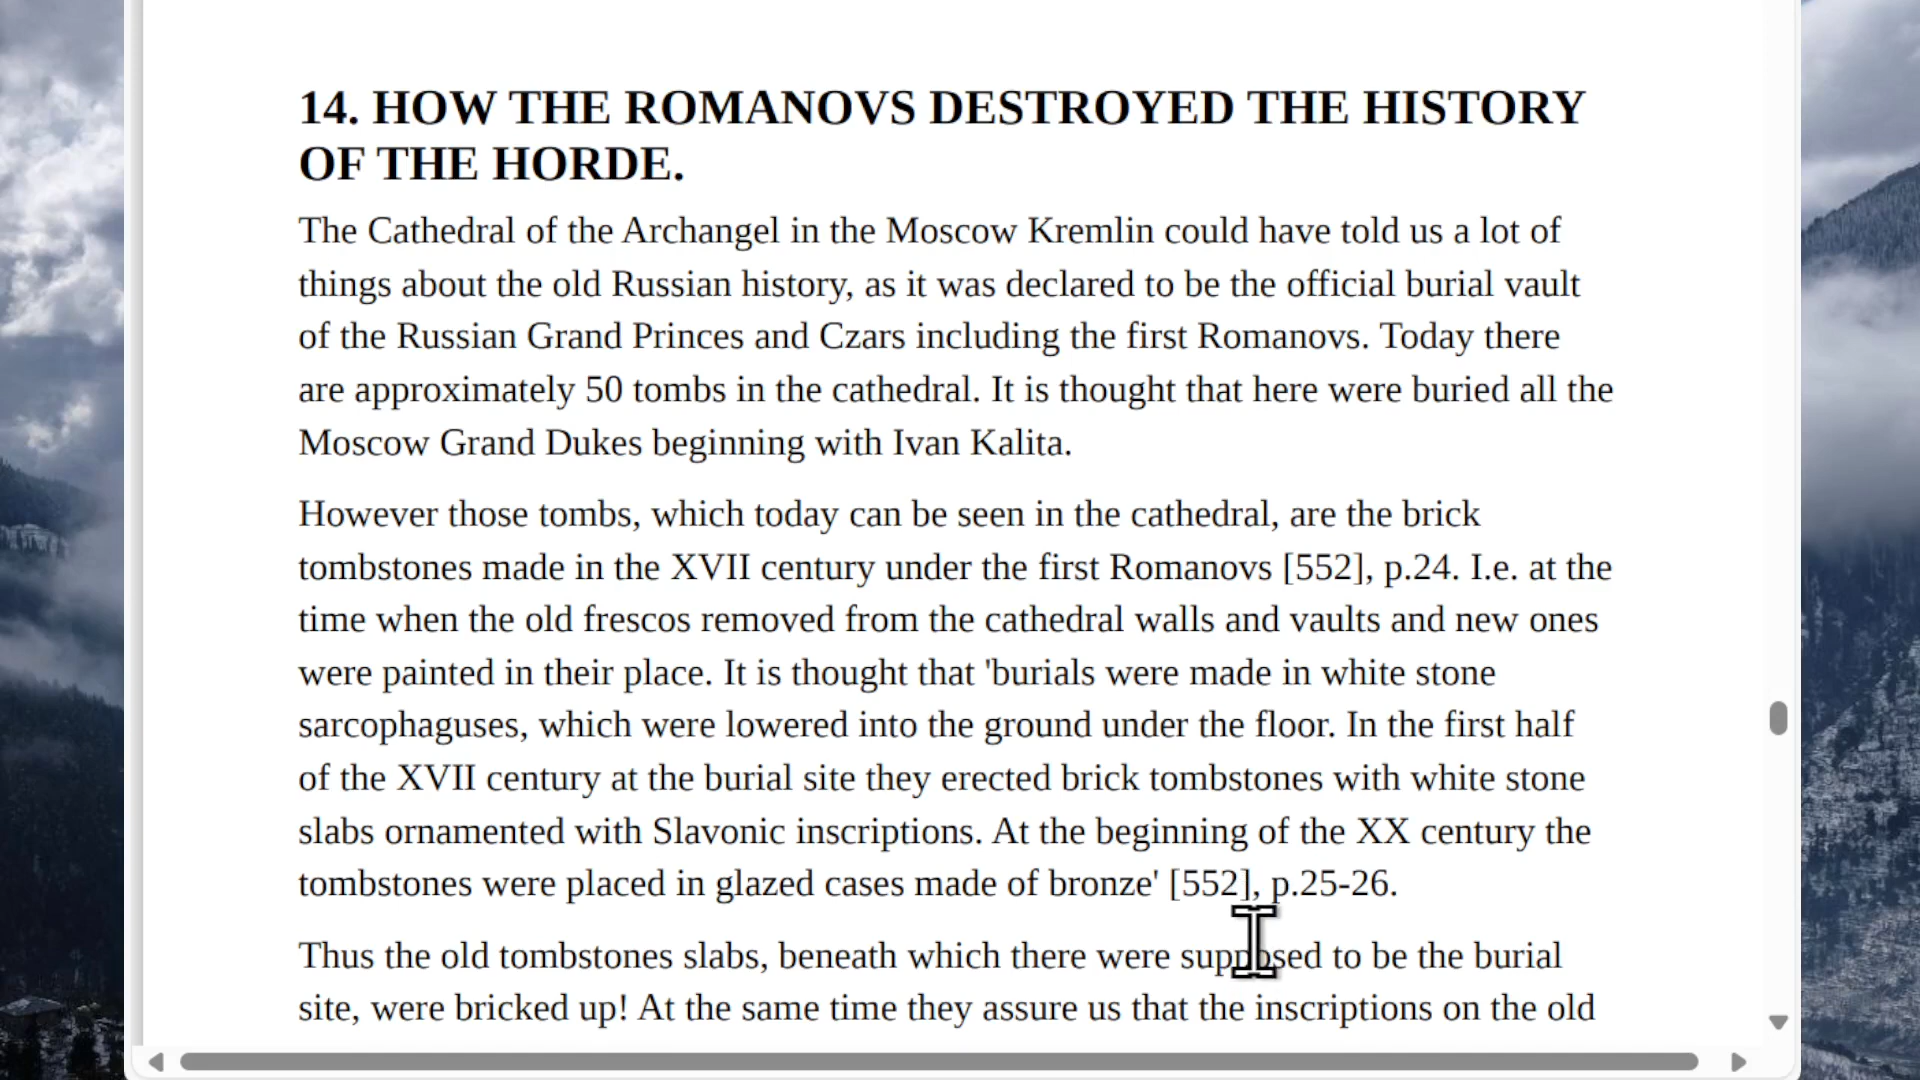 14. HOW THE ROMANOVS DESTROYED THE HISTORY
OF THE HORDE.
The Cathedral of the Archangel in the Moscow Kremlin could have told us a lot of
things about the old Russian history, as it was declared to be the official burial vault
of the Russian Grand Princes and Czars including the first Romanovs. Today there
are approximately 50 tombs in the cathedral. It is thought that here were buried all the
Moscow Grand Dukes beginning with Ivan Kalita.
However those tombs, which today can be seen in the cathedral, are the brick
tombstones made in the XVII century under the first Romanovs [552], p.24. I.e. at the
time when the old frescos removed from the cathedral walls and vaults and new ones
were painted in their place. It is thought that 'burials were made in white stone
sarcophaguses, which were lowered into the ground under the floor. In the first half
of the XVII century at the burial site they erected brick tombstones with white stone
slabs ornamented with Slavonic inscriptions. At the beginning of the XX century the
tombstones were placed in glazed cases made of bronze' [552], p.25-26.
Thus the old tombstones slabs, beneath which there were supposed to be the burial
site, were bricked up! At the same time they assure us that the inscriptions on the old